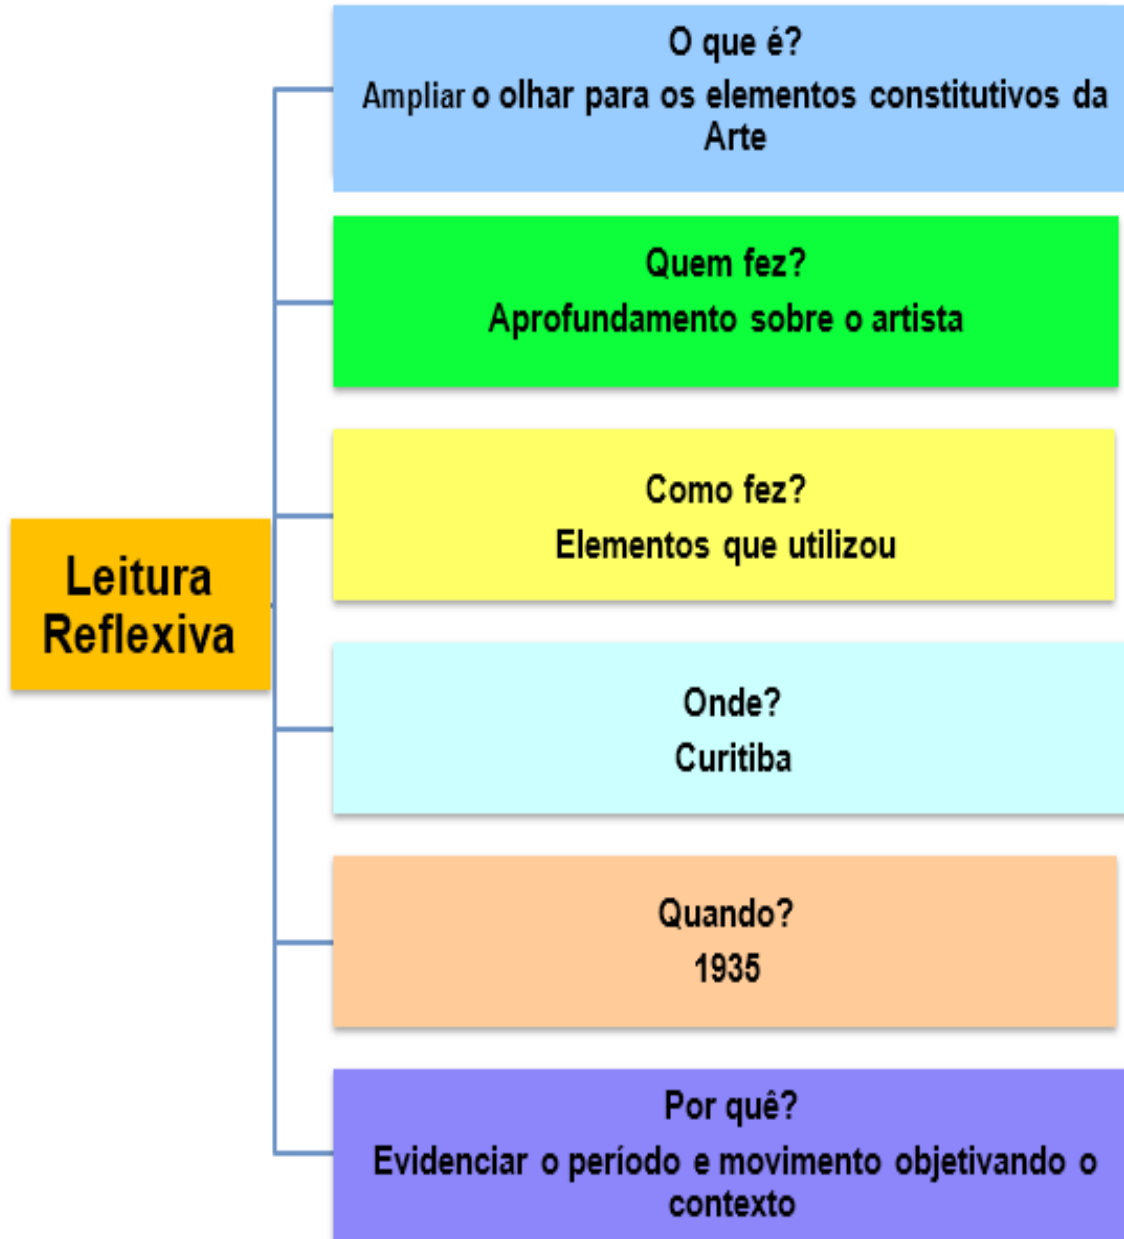 O que é?
Ampliar o olhar para os elementos constitutivos da
Arte
Quem fez?
Aprofundamento sobre o artista
Como fez?
Elementos que utilizou
Leitura
Reflexiva
Onde?
Curitiba
Quando?
1935
Por quê?
Evidenciar o período e movimento objetivando o
contexto